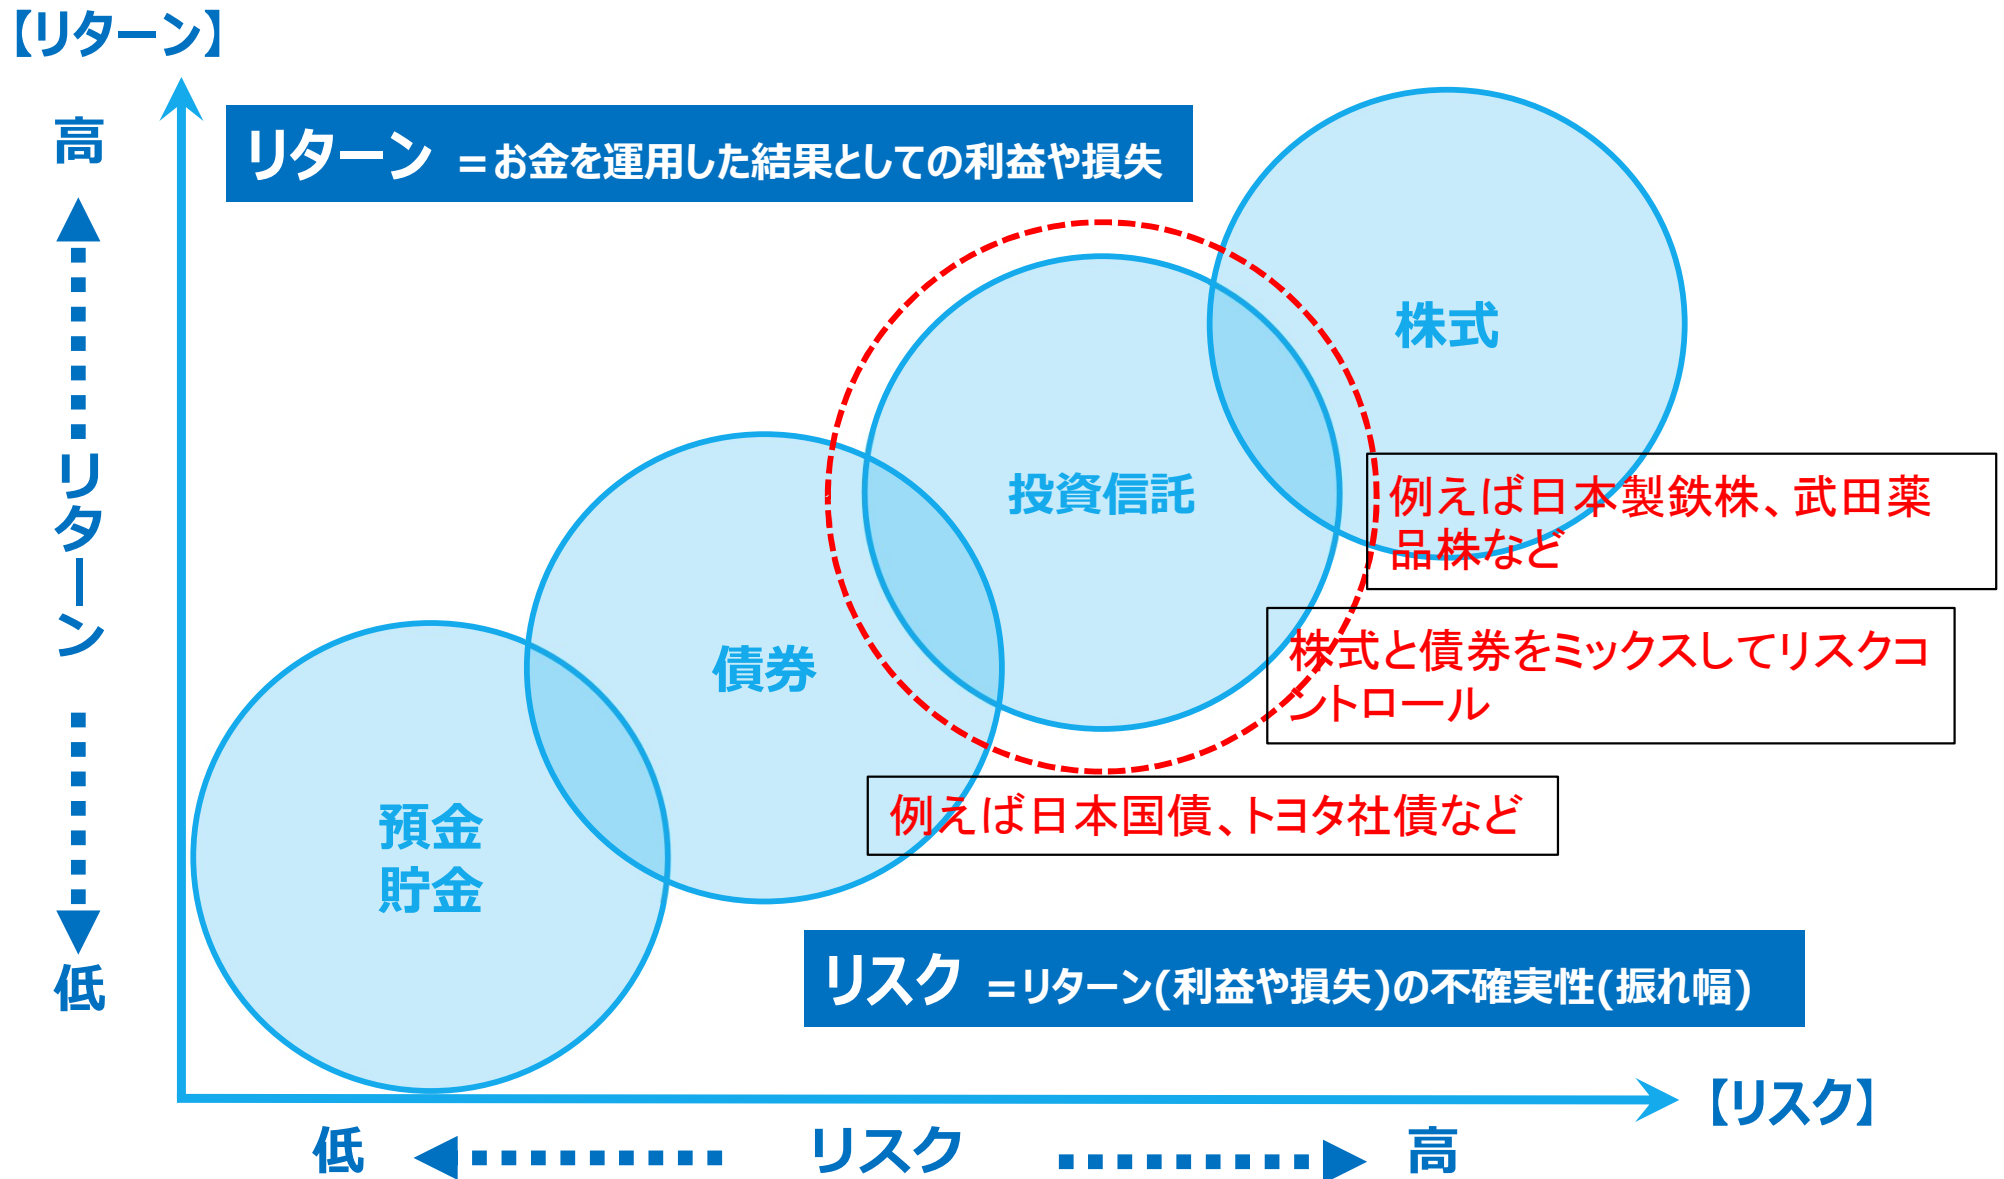 【リターン】
高
リターン
低
リターン =お金を運用した結果としての利益や損失
株式
例えば日本製鉄株、武田薬
品株など
投資信託
株式と債券をミックスしてリスクコ
ントロール
債券
例えば日本国債、トヨタ社債など
預金
貯金
リスク =リターン(利益や損失)の不確実性(振れ幅)
【リスク】
低
リスク
高